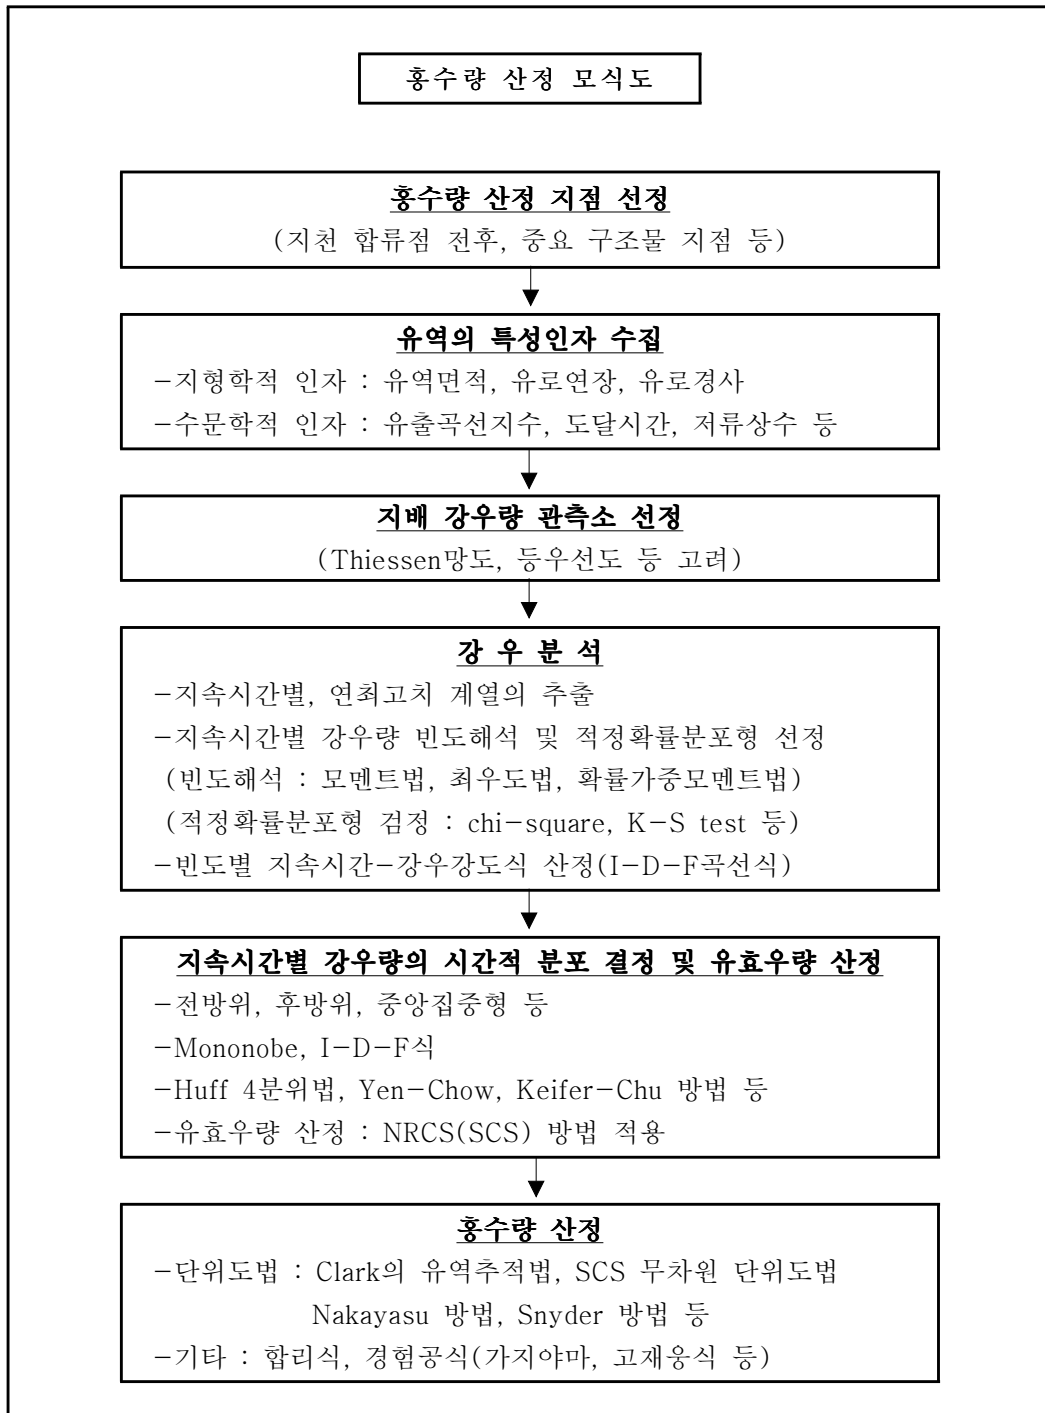 홍수량 산정 모식도
홍수량 산정 지점 선정
(지천 합류점 전후, 중요 구조물 지점 등)
유역의 특성인자 수집
-지형학적 인자 : 유역면적, 유로연장, 유로경사
-수문학적 인자 : 유출곡선지수, 도달시간, 저류상수 등
지배 강우량 관측소 선정
(Thiessen망도, 등우선도 등 고려)
강 우 분 석
-지속시간별, 연최고치 계열의 추출
-지속시간별 강우량 빈도해석 및 적정확률분포형 선정
(빈도해석 : 모멘트법, 최우도법, 확률가중모멘트법)
(적정확률분포형 검정 : chi-square, K-S test 등)
-빈도별 지속시간-강우강도식 산정(I-D-F곡선식)
지속시간별 강우량의 시간적 분포 결정 및 유효우량 산정
-전방위, 후방위, 중앙집중형 등
-Mononobe, I-D-F식
-Huff 4분위법, Yen-Chow, Keifer-Chu 방법 등
-유효우량 산정 : NRCS(SCS) 방법 적용
홍수량 산정
-단위도법 : Clark의 유역추적법, SCS 무차원 단위도법
Nakayasu 방법, Snyder 방법 등
-기타 : 합리식, 경험공식(가지야마, 고재웅식 등)